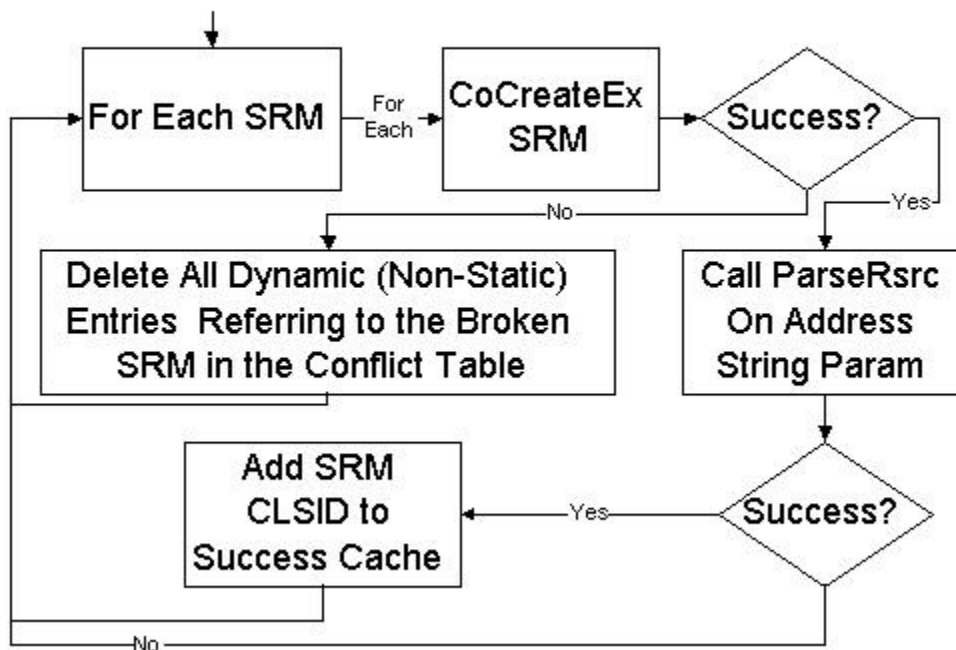 For Each SRM
For
Each
CoCreateEx
SRM
Success?
No
Yes
Delete All Dynamic (Non-Static)
Entries Referring to the Broken
SRM in the Conflict Table
Call ParseRsrc
On Address
String Param
Add SRM
CLSID to
Success Cache
Yes
Success?
No